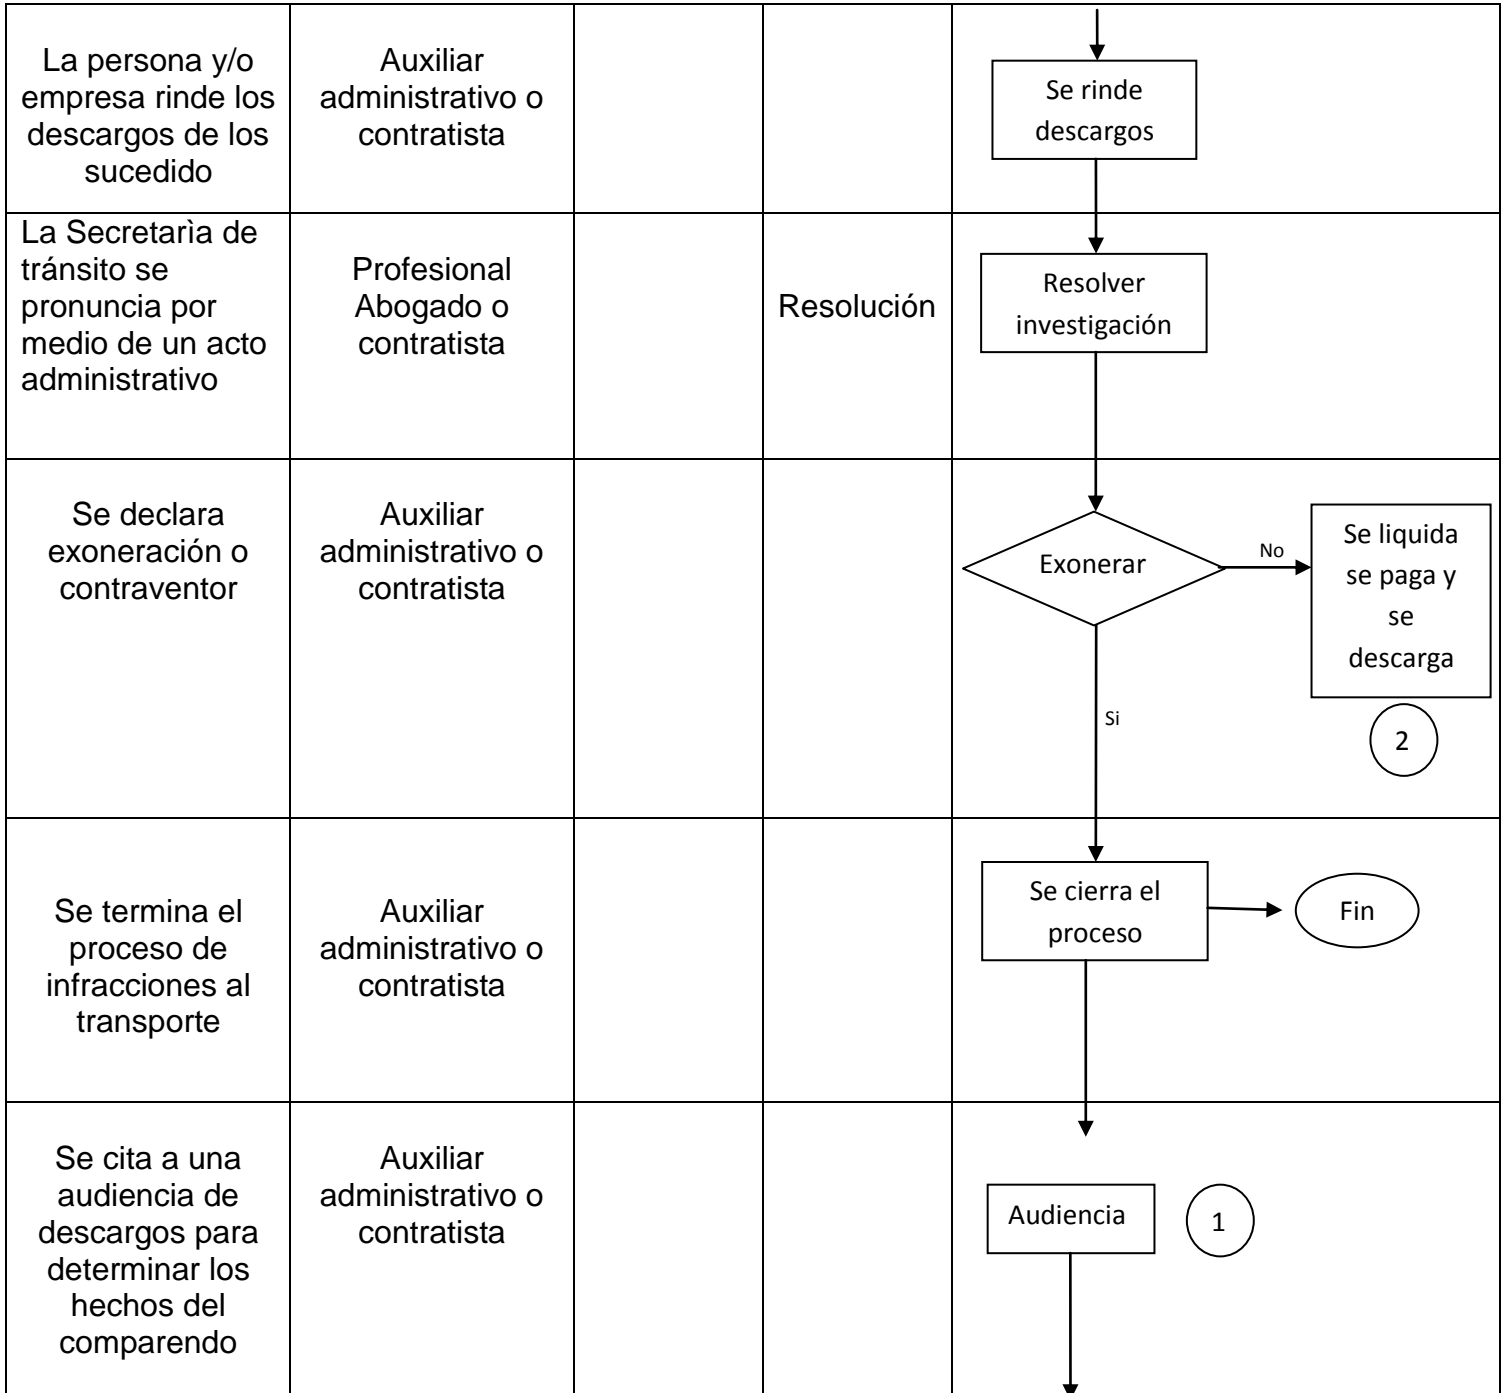 La persona y/o
empresa rinde los
descargos de los
sucedido
Auxiliar
administrativo o
contratista
Se rinde
descargos
La Secretarìa de
tránsito se
pronuncia por
medio de un acto
administrativo
Profesional
Abogado o
contratista
Resolución
Resolver
investigación
Se declara
exoneración o
contraventor
Auxiliar
administrativo o
contratista
Exonerar
No
Se liquida
se paga y
se
descarga
Si
2
Se termina el
proceso de
infracciones al
transporte
Auxiliar
administrativo o
contratista
Se cierra el
proceso
Fin
Se cita a una
audiencia de
descargos para
determinar los
hechos del
comparendo
Auxiliar
administrativo o
contratista
Audiencia
1